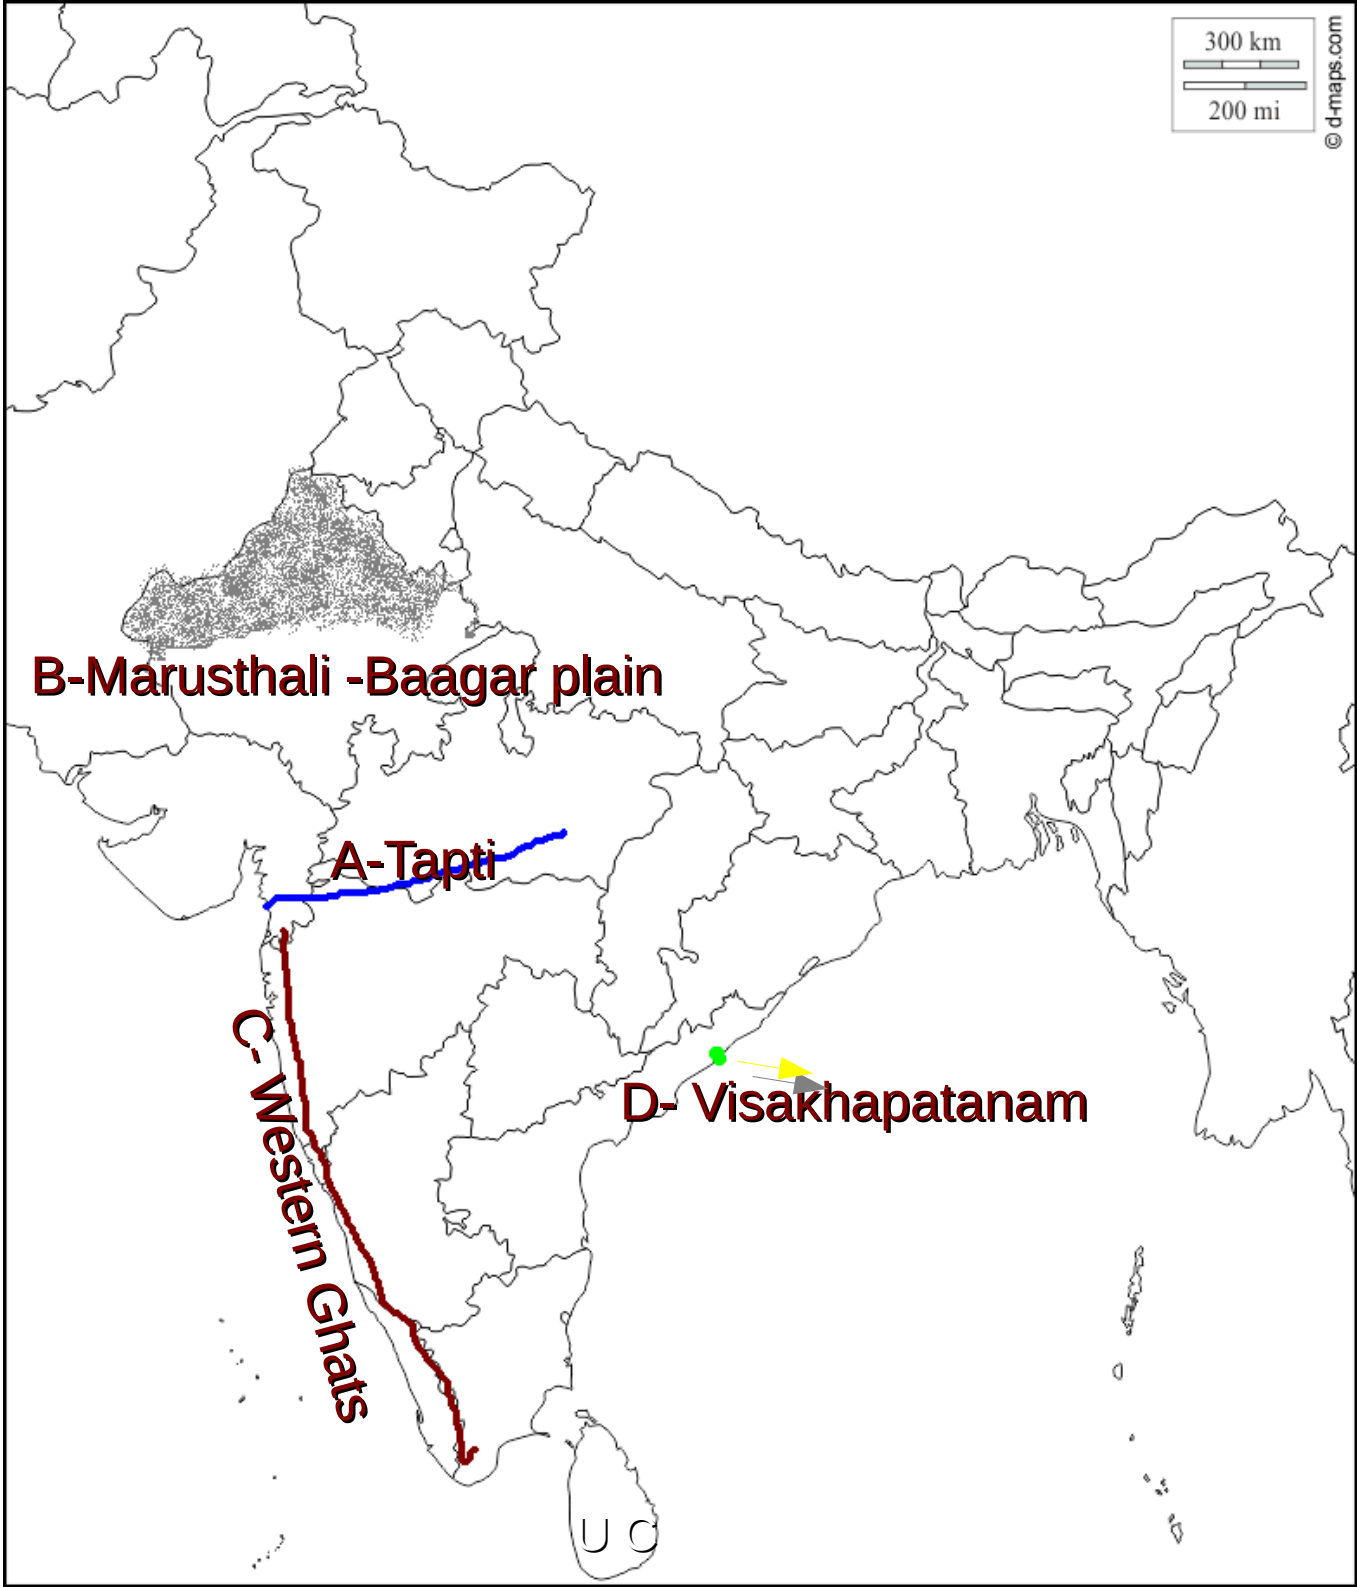 300 km
200 mi
© d-maps.com
B-Marusthali -Baagar plain
A-Tapti
C- Western Ghats
D- Visakhapatanam
U C